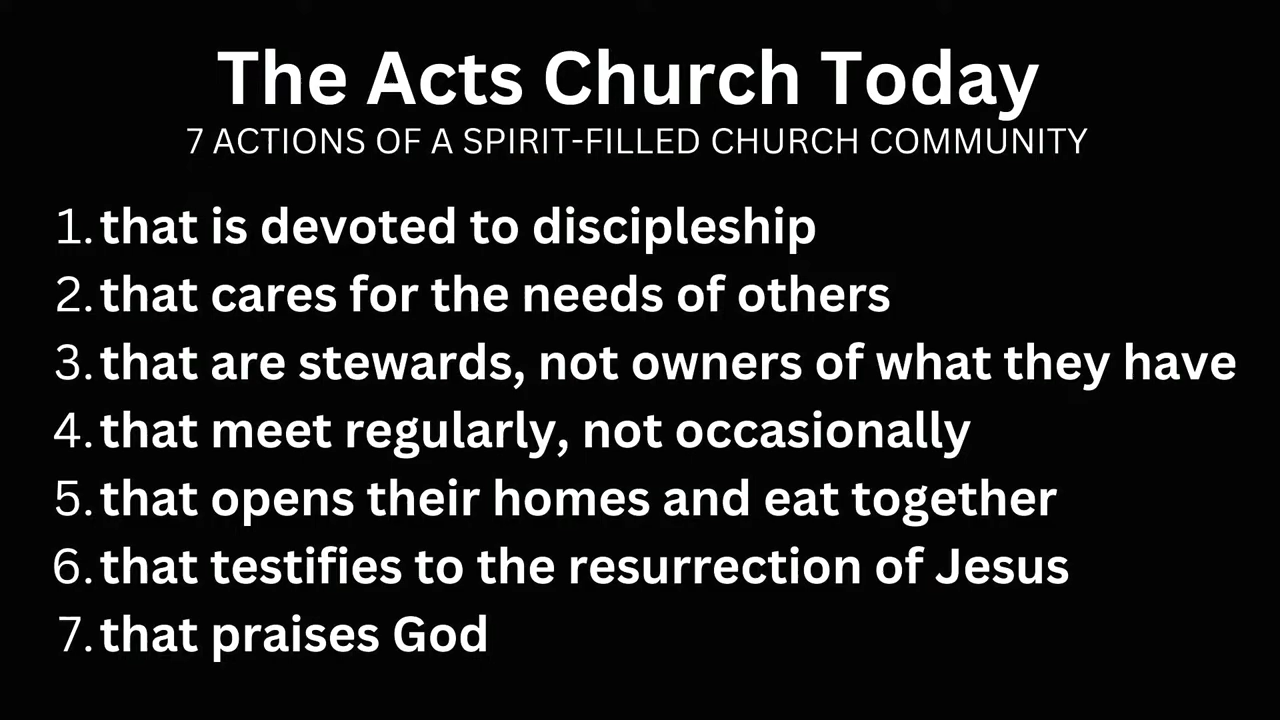 The Acts Church Today
7 ACTIONS OF A SPIRIT-FILLED CHURCH COMMUNITY
1. that is devoted to discipleship
2. that cares for the needs of others
3. that are stewards, not owners of what they have
4. that meet regularly, not occasionally
5. that opens their homes and eat together
6. that testifies to the resurrection of Jesus
7. that praises God